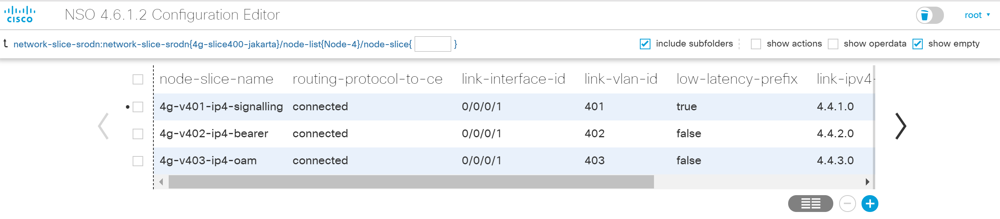 CISCO NSO 4.6.1.2 Configuration Editor root
network-slice-srodn:network-slice-srodn{4g-slice400-jakarta}/node-list{Node-4}/node-slice{ } include subfolders show actions show operdata show empty
node-slice-name routing-protocol-to-ce link-interface-id link-vlan-id low-latency-prefix link-ipv4-
4g-v401-ip4-signalling connected 0/0/0/1 401 true 4.4.1.0
4g-v402-ip4-bearer connected 0/0/0/1 402 false 4.4.2.0
4g-v403-ip4-oam connected 0/0/0/1 403 false 4.4.3.0